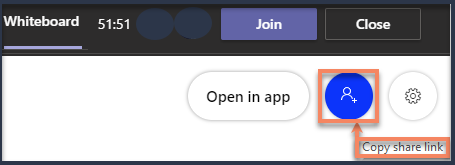 Whiteboard 51:51 Join Close
Open in app
Copy share link